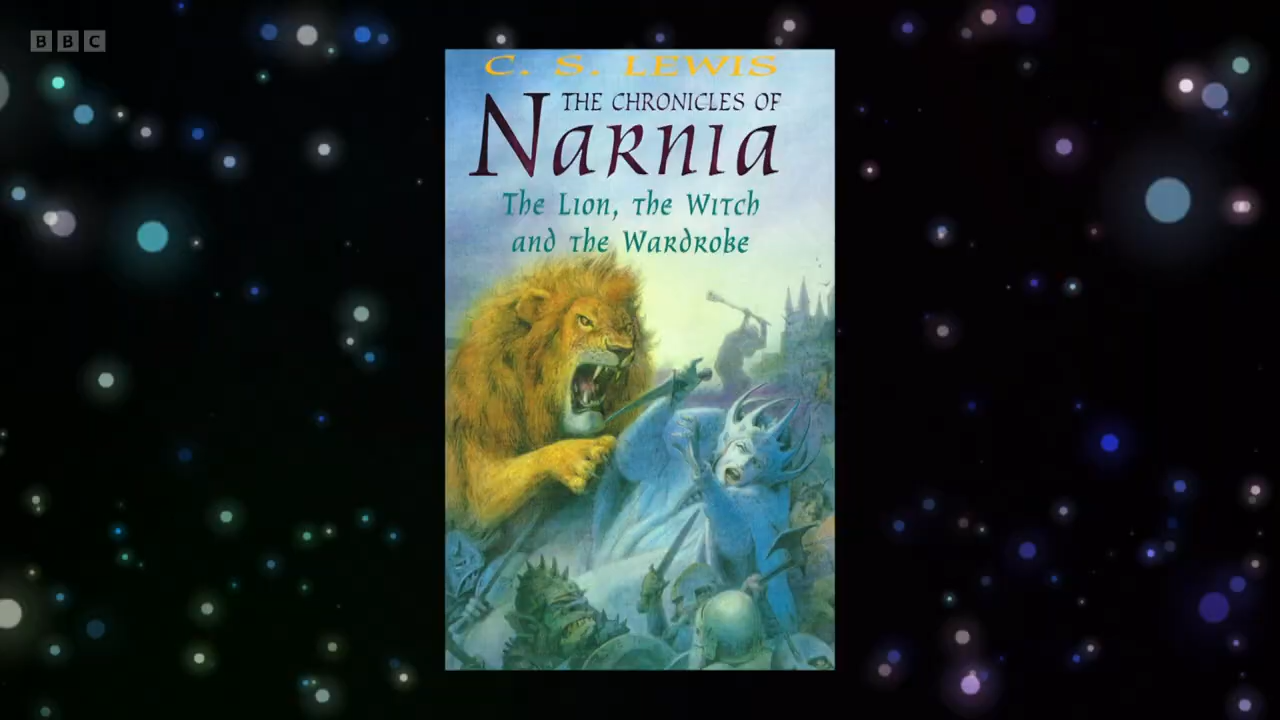 BBC
C. S. LEWIS
THE CHRONICLES OF
NARNIA
The Lion, the Witch
and the Wardrobe